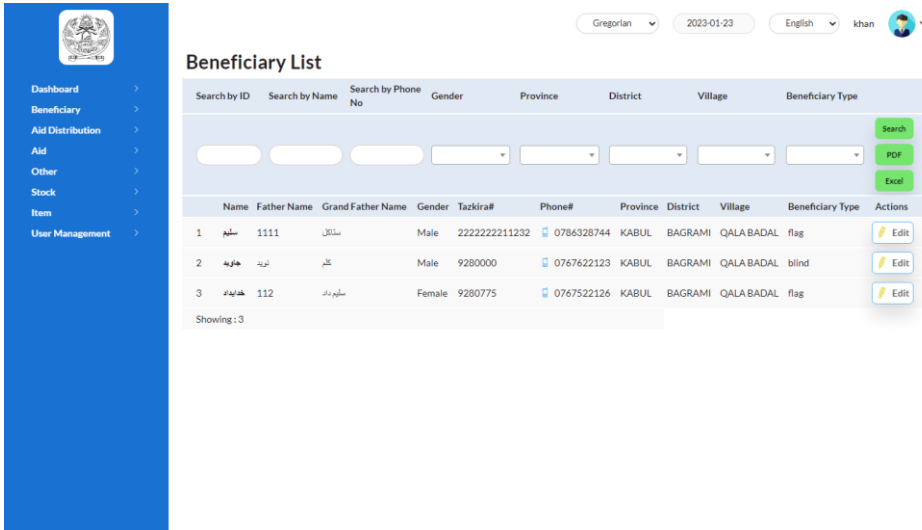 Gregorian 2023-01-23 English khan
Beneficiary List
Dashboard
Beneficiary
Aid Distribution
Aid
Other
Stock
Item
User Management
Search by ID Search by Name Search by Phone No Gender Province District Village Beneficiary Type
Search
PDF
Excel
Name Father Name Grand Father Name Gender Tazkira# Phone# Province District Village Beneficiary Type Actions
1 سلیم 1111 Male 2222222211232 0786328744 KABUL BAGRAMI QALA BADAL flag Edit
2 جاوید نوید کلم Male 9280000 0767622123 KABUL BAGRAMI QALA BADAL blind Edit
3 خدایداد 112 سلیم داد Female 9280775 0767522126 KABUL BAGRAMI QALA BADAL flag Edit
Showing : 3